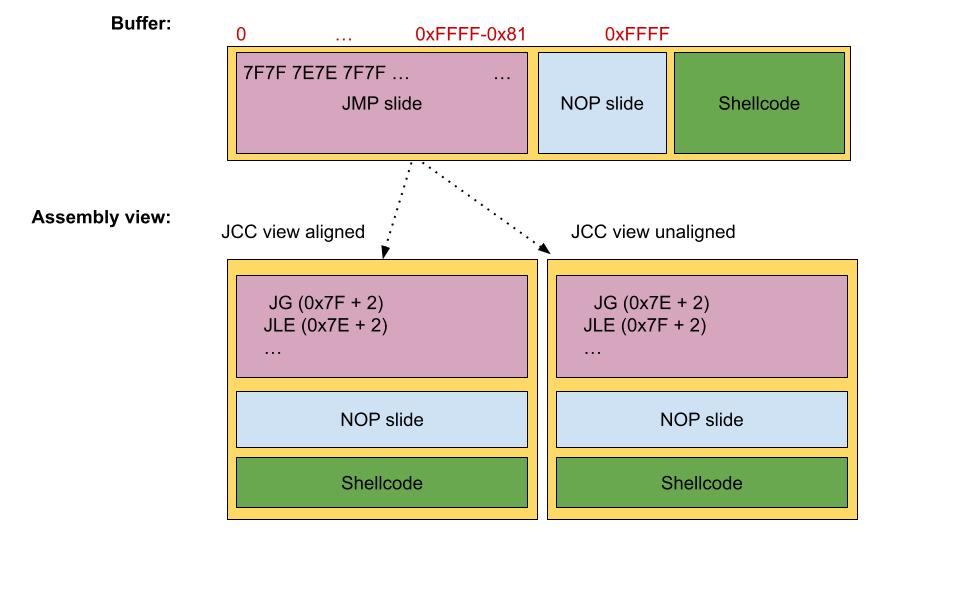 Buffer:
0 … 0xFFFF-0x81 0xFFFF
7F7F 7E7E 7F7F … …
JMP slide
NOP slide
Shellcode
Assembly view:
JCC view aligned
JCC view unaligned
JG (0x7F + 2)
JLE (0x7E + 2)
…
NOP slide
Shellcode
JG (0x7E + 2)
JLE (0x7F + 2)
…
NOP slide
Shellcode